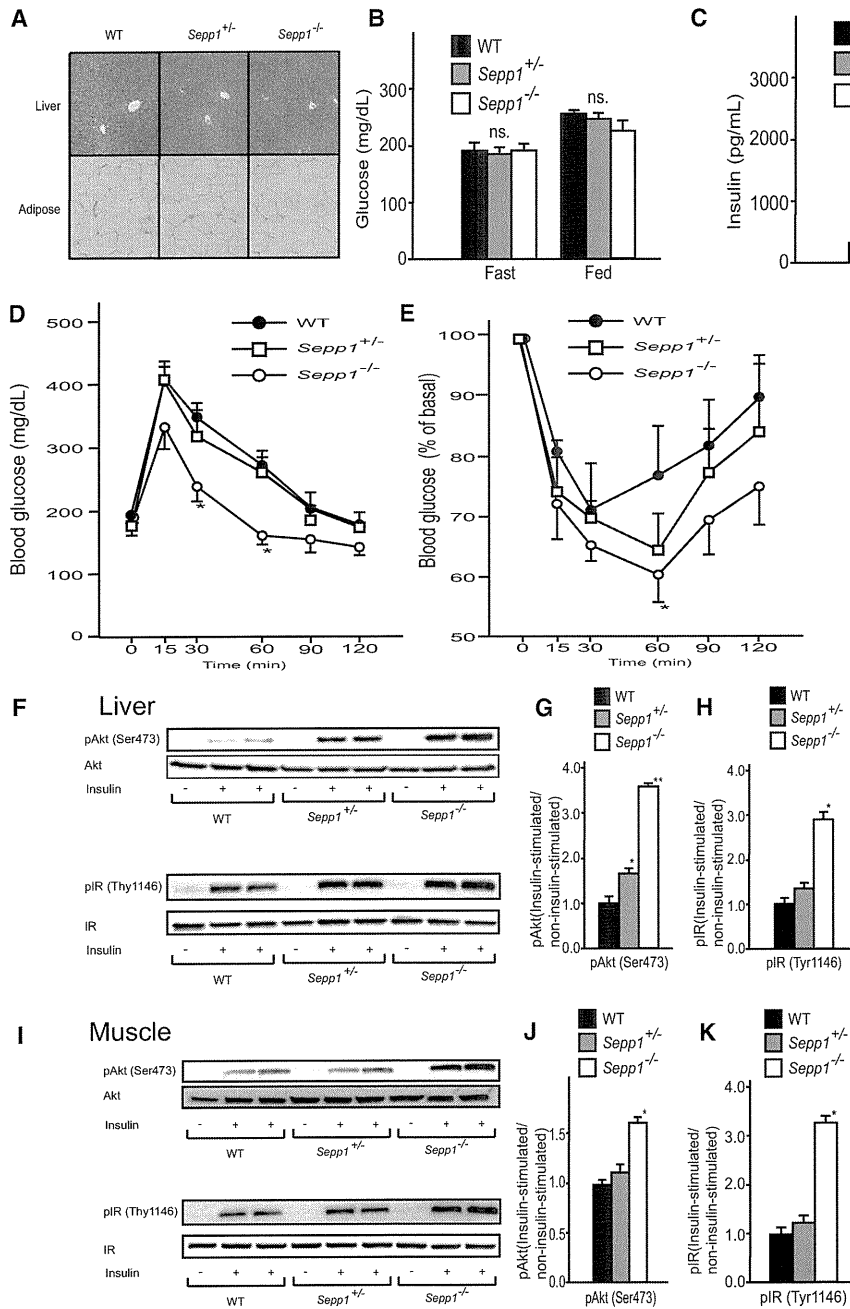 A
WT Sepp1+/- Sepp1-/-
Liver
Adipose
B
WT
Sepp1+/-
Sepp1-/-
Glucose (mg/dL)
300
200
100
0
ns.
ns.
Fast Fed
C
Insulin (pg/mL)
3000
2000
1000
0
D
Blood glucose (mg/dL)
500
400
300
200
100
0
WT
Sepp1+/-
Sepp1-/-
*
*
0 15 30 60 90 120
Time (min)
E
Blood glucose (% of basal)
100
90
80
70
60
50
WT
Sepp1+/-
Sepp1-/-
*
0 15 30 60 90 120
Time (min)
F Liver
pAkt (Ser473)
Akt
Insulin - + + - + + - + +
WT Sepp1+/- Sepp1-/-
pIR (Thy1146)
IR
Insulin - + + - + + - + +
WT Sepp1+/- Sepp1-/-
G
WT
Sepp1+/-
Sepp1-/-
pAkt(Insulin-stimulated/
non-insulin-stimulated)
4.0
3.0
2.0
1.0
0.0
*
**
pAkt (Ser473)
H
WT
Sepp1+/-
Sepp1-/-
pIR(Insulin-stimulated/
non-insulin-stimulated)
4.0
3.0
2.0
1.0
0.0
*
pIR (Tyr1146)
I Muscle
pAkt (Ser473)
Akt
Insulin - + + - + + - + +
WT Sepp1+/- Sepp1-/-
pIR (Thy1146)
IR
Insulin - + + - + + - + +
WT Sepp1+/- Sepp1-/-
J
WT
Sepp1+/-
Sepp1-/-
pAkt(Insulin-stimulated/
non-insulin-stimulated)
1.5
1.0
0.0
*
pAkt (Ser473)
K
WT
Sepp1+/-
Sepp1-/-
pIR(Insulin-stimulated/
non-insulin-stimulated)
4.0
3.0
2.0
1.0
0.0
*
pIR (Tyr1146)